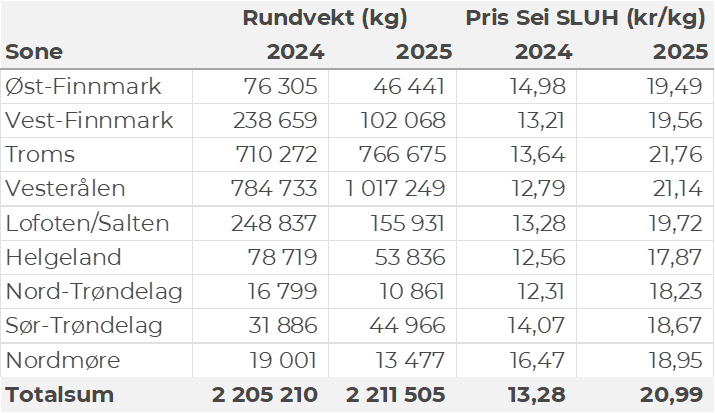 Rundvekt (kg) Pris Sei SLUH (kr/kg)
Sone 2024 2025 2024 2025
Øst-Finnmark 76 305 46 441 14,98 19,49
Vest-Finnmark 238 659 102 068 13,21 19,56
Troms 710 272 766 675 13,64 21,76
Vesterålen 784 733 1 017 249 12,79 21,14
Lofoten/Salten 248 837 155 931 13,28 19,72
Helgeland 78 719 53 836 12,56 17,87
Nord-Trøndelag 16 799 10 861 12,31 18,23
Sør-Trøndelag 31 886 44 966 14,07 18,67
Nordmøre 19 001 13 477 16,47 18,95
Totalsum 2 205 210 2 211 505 13,28 20,99